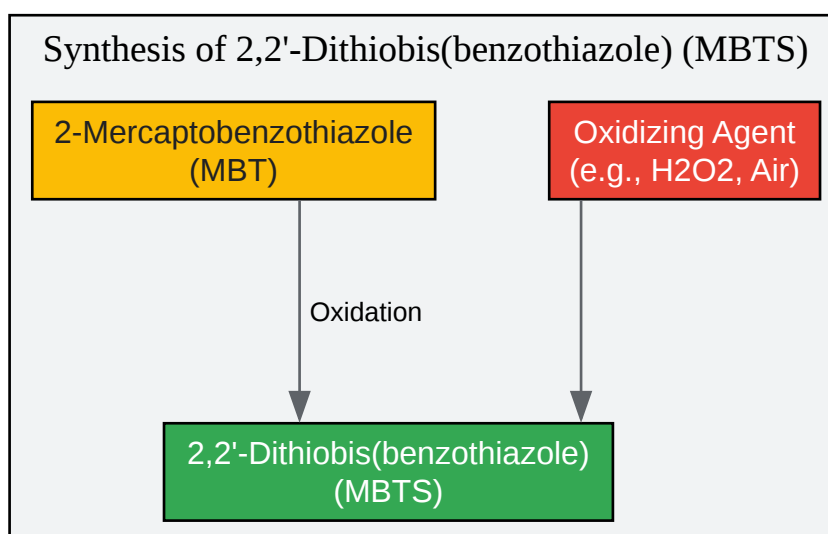 Synthesis of 2,2'-Dithiobis(benzothiazole) (MBTS)
2-Mercaptobenzothiazole
(MBT)
Oxidizing Agent
(e.g., H2O2, Air)
Oxidation
2,2'-Dithiobis(benzothiazole)
(MBTS)